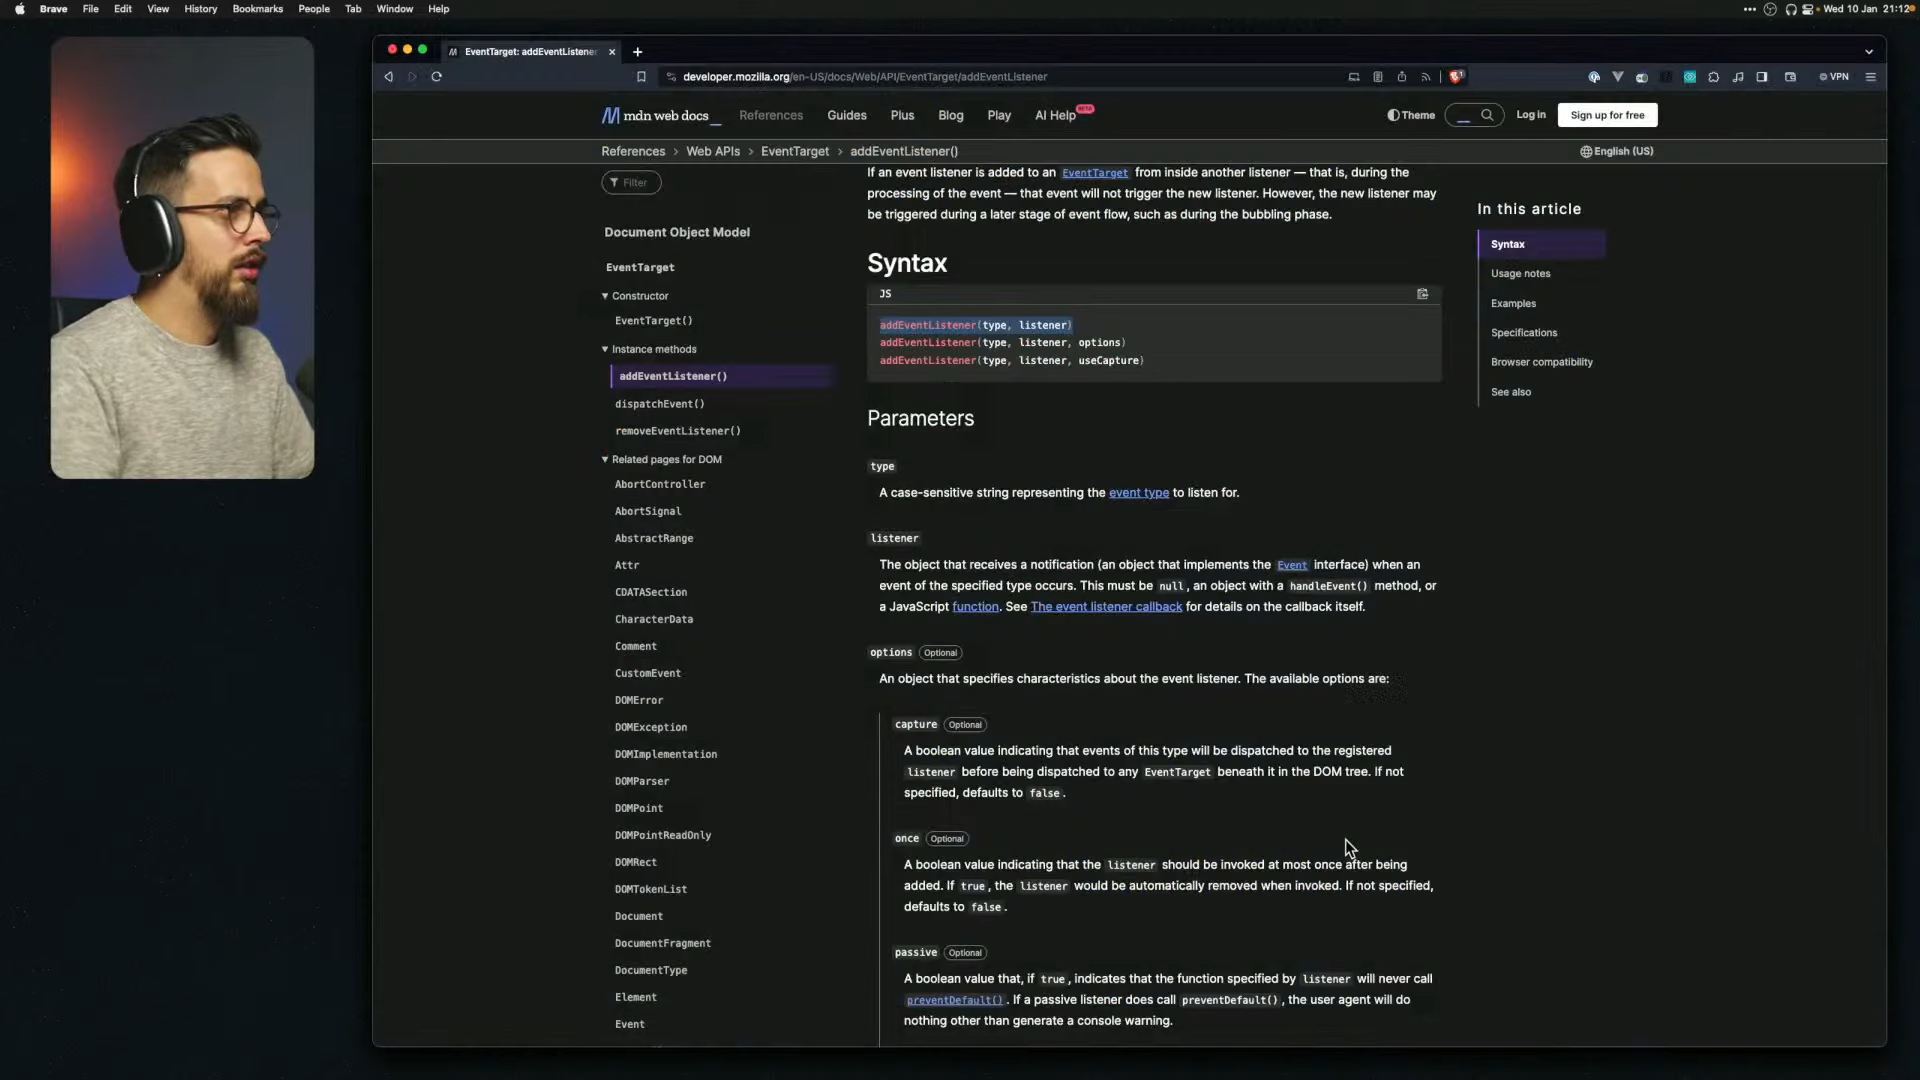 Brave File Edit View History Bookmarks People Tab Window Help
Wed 10 Jan 21:12
EventTarget: addEventListene
developer.mozilla.org/en-US/docs/Web/API/EventTarget/addEventListener
VPN
mdn web docs _
References Guides Plus Blog Play AI Help BETA
Theme
Log in
Sign up for free
References > Web APIs > EventTarget > addEventListener()
English (US)
Filter
Document Object Model
EventTarget
Constructor
EventTarget()
Instance methods
addEventListener()
dispatchEvent()
removeEventListener()
Related pages for DOM
AbortController
AbortSignal
AbstractRange
Attr
CDATASection
CharacterData
Comment
CustomEvent
DOMError
DOMException
DOMImplementation
DOMParser
DOMPoint
DOMPointReadOnly
DOMRect
DOMTokenList
Document
DocumentFragment
DocumentType
Element
Event
If an event listener is added to an EventTarget from inside another listener — that is, during the
processing of the event — that event will not trigger the new listener. However, the new listener may
be triggered during a later stage of event flow, such as during the bubbling phase.
Syntax
JS
addEventListener(type, listener)
addEventListener(type, listener, options)
addEventListener(type, listener, useCapture)
Parameters
type
A case-sensitive string representing the event type to listen for.
listener
The object that receives a notification (an object that implements the Event interface) when an
event of the specified type occurs. This must be null, an object with a handleEvent() method, or
a JavaScript function. See The event listener callback for details on the callback itself.
options Optional
An object that specifies characteristics about the event listener. The available options are:
capture Optional
A boolean value indicating that events of this type will be dispatched to the registered
listener before being dispatched to any EventTarget beneath it in the DOM tree. If not
specified, defaults to false.
once Optional
A boolean value indicating that the listener should be invoked at most once after being
added. If true, the listener would be automatically removed when invoked. If not specified,
defaults to false.
passive Optional
A boolean value that, if true, indicates that the function specified by listener will never call
preventDefault(). If a passive listener does call preventDefault(), the user agent will do
nothing other than generate a console warning.
In this article
Syntax
Usage notes
Examples
Specifications
Browser compatibility
See also